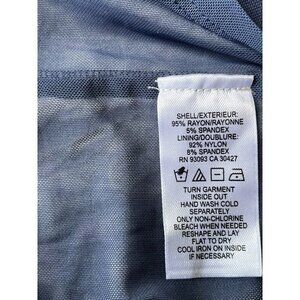 SHELL/EXTERIEUR:
95% RAYON/RAYONNE
5% SPANDEX
LINING/DOUBLURE:
92% NYLON
8% SPANDEX
RN 93093 CA 30427
TURN GARMENT
INSIDE OUT
HAND WASH COLD
SEPARATELY
ONLY NON-CHLORINE
BLEACH WHEN NEEDED
RESHAPE AND LAY
FLAT TO DRY
COOL IRON ON INSIDE
IF NECESSARY